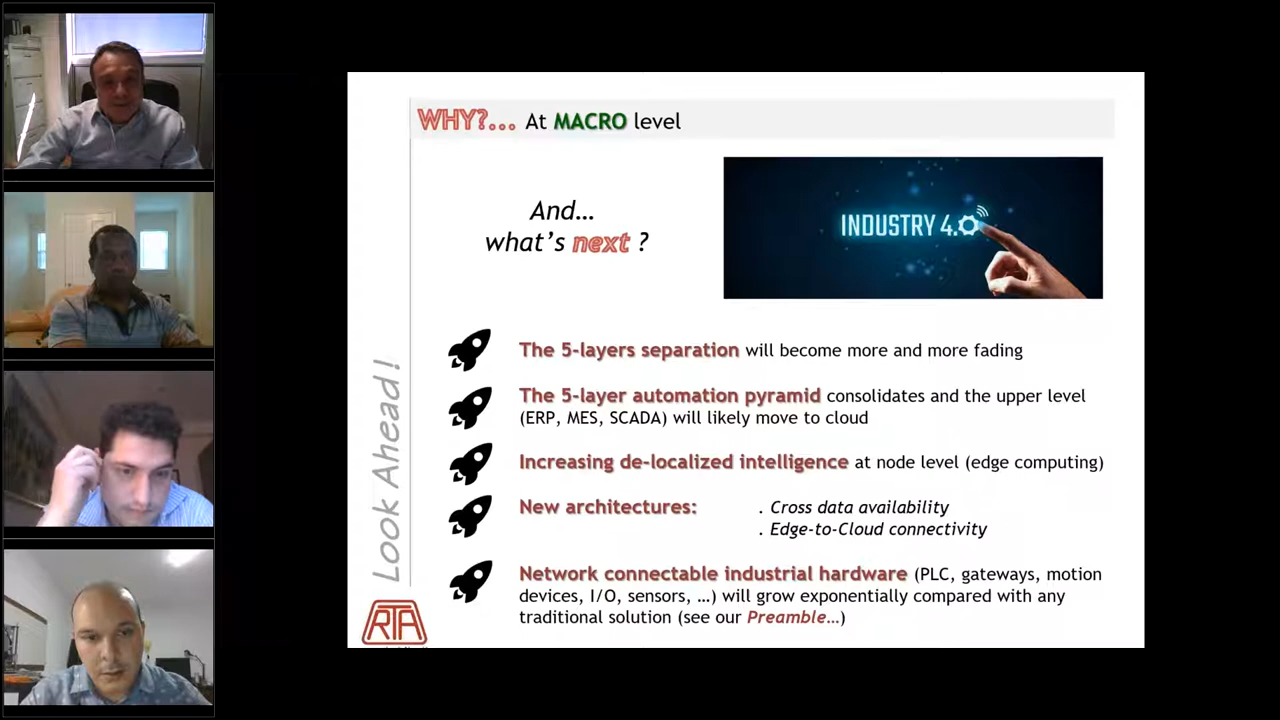 WHY?... At MACRO level
And...
what's next ?
INDUSTRY 4.0
Look Ahead!
The 5-layers separation will become more and more fading
The 5-layer automation pyramid consolidates and the upper level
(ERP, MES, SCADA) will likely move to cloud
Increasing de-localized intelligence at node level (edge computing)
New architectures: . Cross data availability
. Edge-to-Cloud connectivity
Network connectable industrial hardware (PLC, gateways, motion
devices, I/O, sensors, ...) will grow exponentially compared with any
traditional solution (see our Preamble...)
RTA